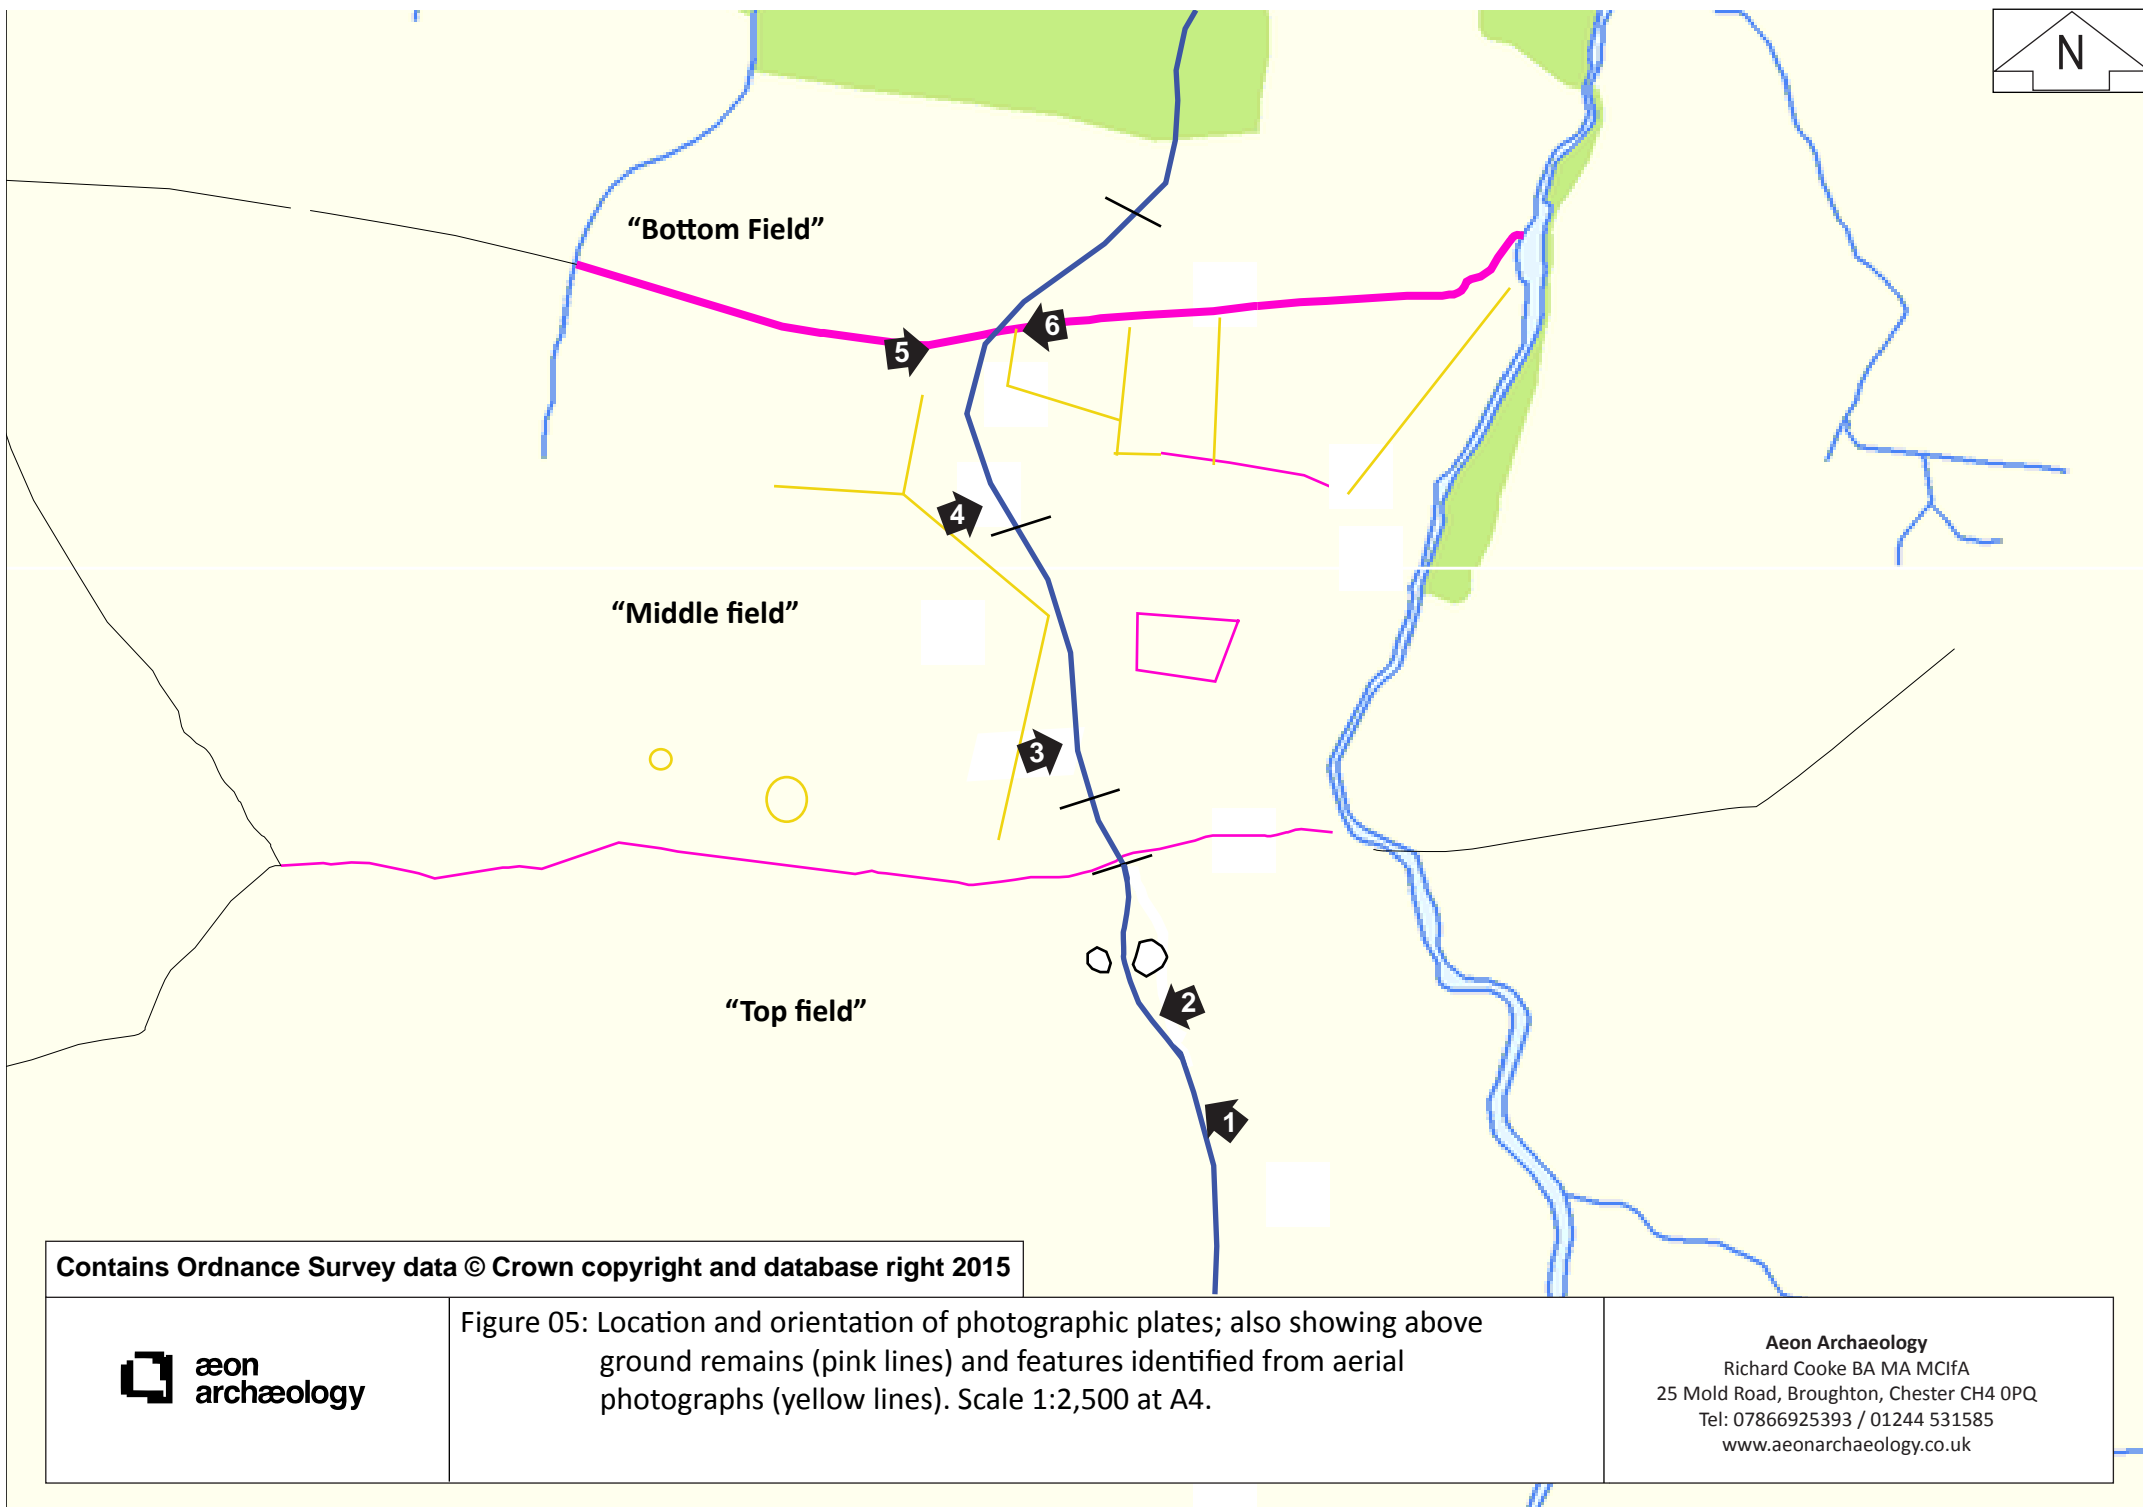 N
“Bottom Field”
6
5
4
“Middle field”
3
2
“Top field”
1
Contains Ordnance Survey data © Crown copyright and database right 2015
æon
archæology
Figure 05: Location and orientation of photographic plates; also showing above
ground remains (pink lines) and features identified from aerial
photographs (yellow lines). Scale 1:2,500 at A4.
Aeon Archaeology
Richard Cooke BA MA MCIfA
25 Mold Road, Broughton, Chester CH4 0PQ
Tel: 07866925393 / 01244 531585
www.aeonarchaeology.co.uk